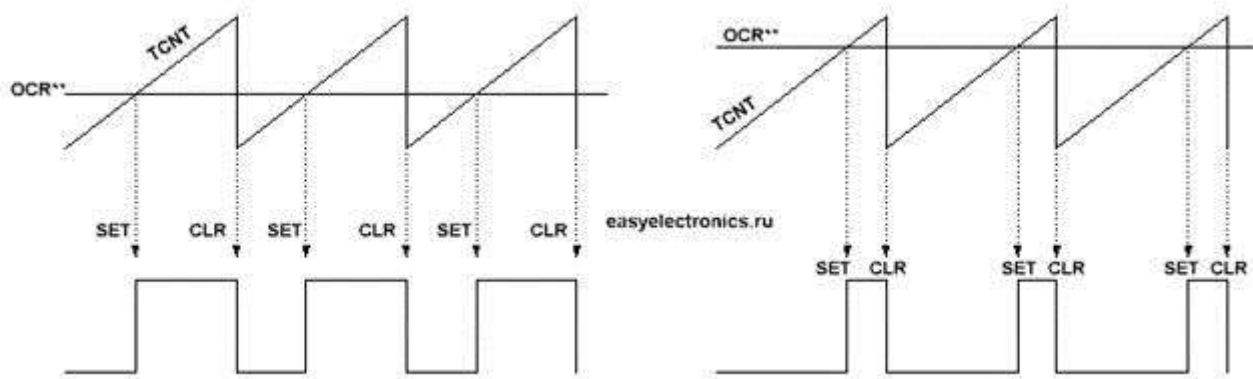 TCNT
OCR**
SET CLR SET CLR SET CLR
easyelectronics.ru
OCR**
TCNT
SET CLR SET CLR SET CLR